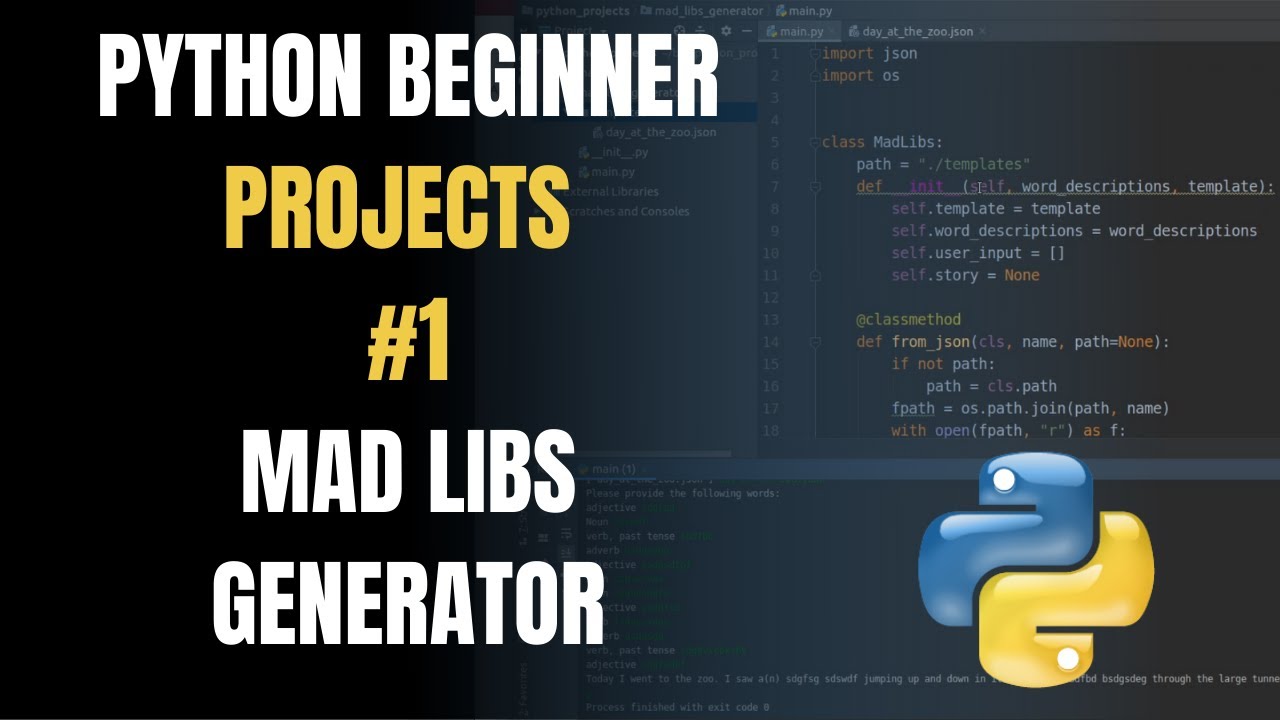 PYTHON BEGINNER
PROJECTS
#1
MAD LIBS
GENERATOR
python_projects mad_libs_generator main.py
main.py day_at_the_zoo.json
day_at_the_zoo.json
__init__.py
main.py
External Libraries
Scratches and Consoles
1 import json
2 import os
3
4
5 class MadLibs:
6 path = "./templates"
7 def __init__(self, word_descriptions, template):
8 self.template = template
9 self.word_descriptions = word_descriptions
10 self.user_input = []
11 self.story = None
12
13 @classmethod
14 def from_json(cls, name, path=None):
15 if not path:
16 path = cls.path
17 fpath = os.path.join(path, name)
18 with open(fpath, "r") as f:
main (1)
Please provide the following words:
adjective
Noun
verb, past tense
adverb
verb, past tense
adjective
Today I went to the zoo. I saw a(n) sdgfsg sdswdf jumping up and down in bsdgsdeg through the large
Process finished with exit code 0